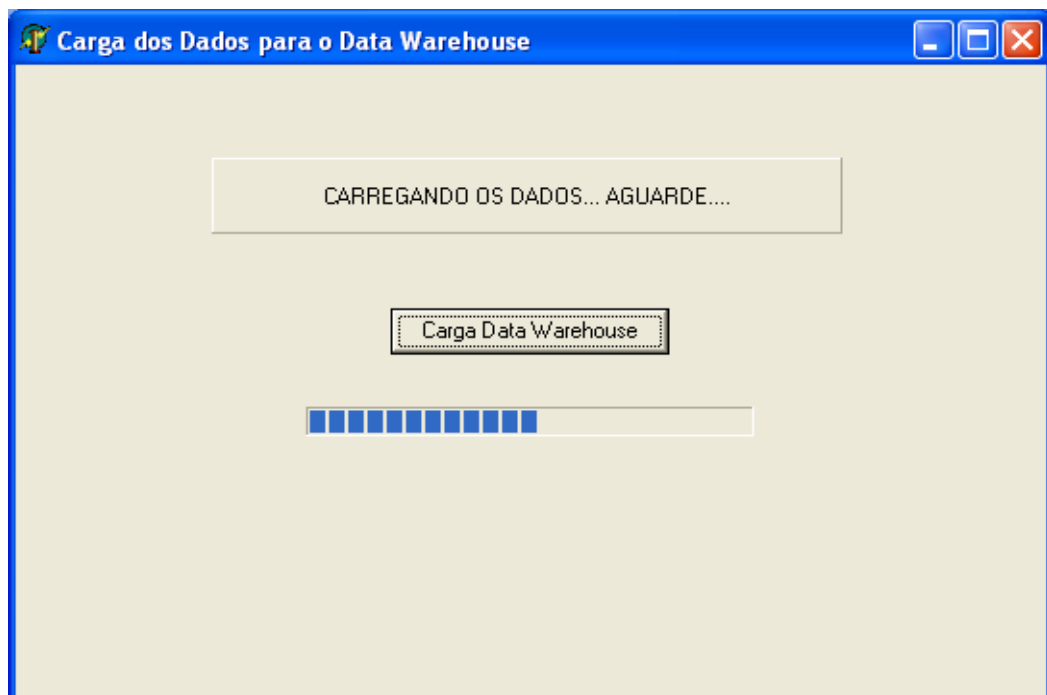 Carga dos Dados para o Data Warehouse
CARREGANDO OS DADOS... AGUARDE....
Carga Data Warehouse